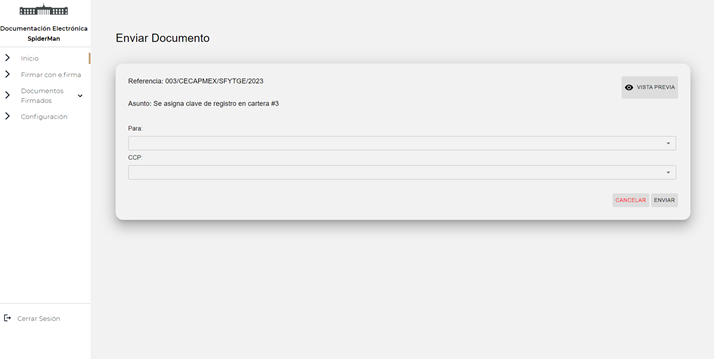 Documentación Electrónica
SpiderMan
Inicio
Firmar con e.firma
Documentos
Firmados
Configuración
Cerrar Sesión
Enviar Documento
Referencia: 003/CECAPMEX/SFYTGE/2023
VISTA PREVIA
Asunto: Se asigna clave de registro en cartera #3
Para:
CCP:
CANCELAR ENVIAR